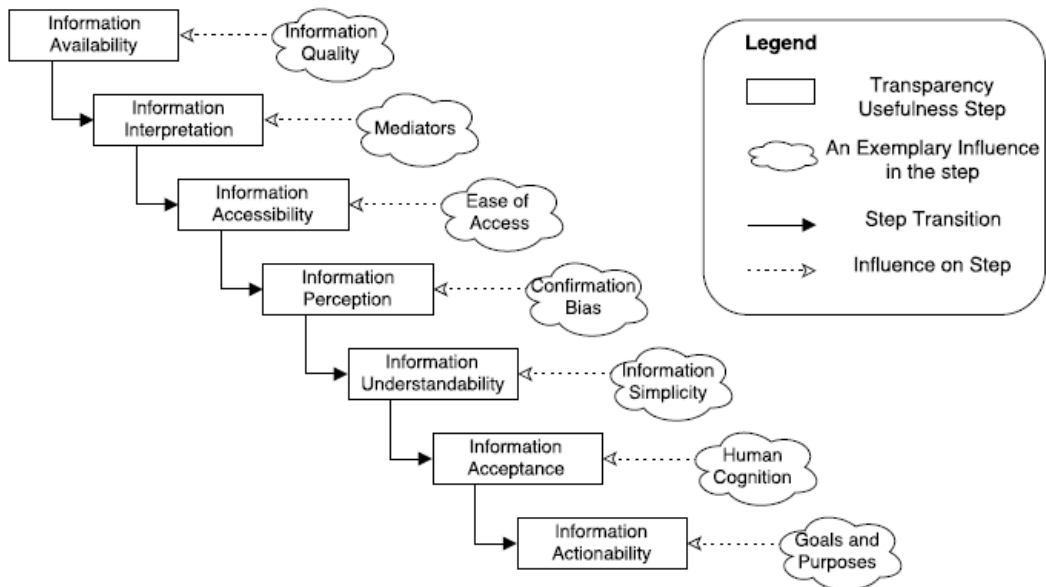 Information
Availability
Information
Quality
Information
Interpretation
Mediators
Information
Accessibility
Ease of
Access
Information
Perception
Confirmation
Bias
Information
Understandability
Information
Simplicity
Information
Acceptance
Human
Cognition
Information
Actionability
Goals and
Purposes
Legend
Transparency
Usefulness Step
An Exemplary Influence
in the step
Step Transition
Influence on Step